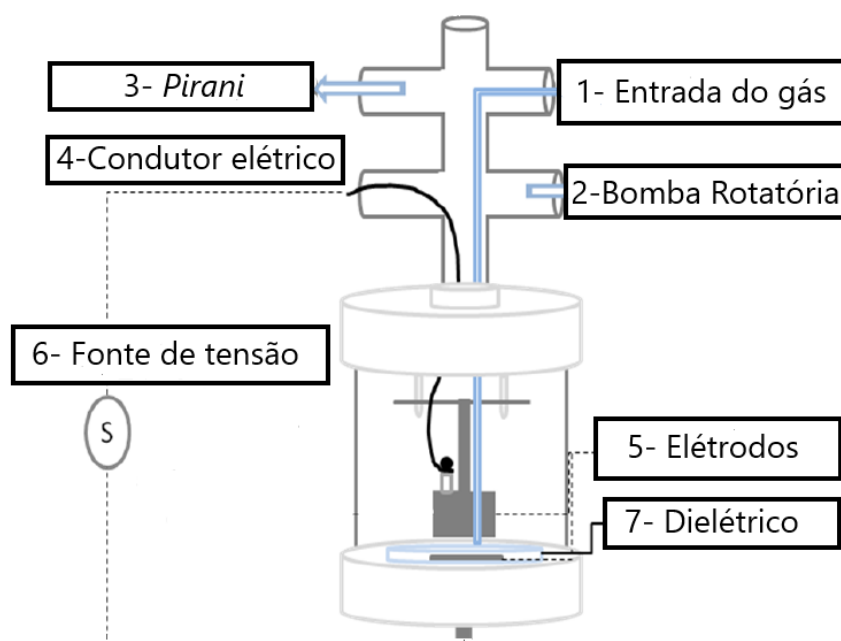 3- Pirani
1- Entrada do gás
4-Condutor elétrico
2-Bomba Rotatória
6- Fonte de tensão
S
5- Elétrodos
7- Dielétrico